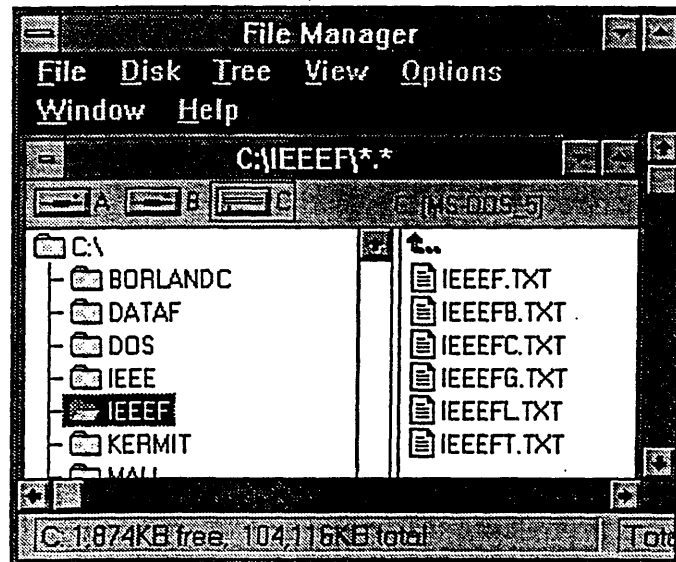 File Manager
File Disk Tree View Options
Window Help
C:\IEEEF\*.*
A B C C: [MS-DOS_5]
C:\
BORLANDC
DATAF
DOS
IEEE
IEEEF
KERMIT
MAIL
IEEEF.TXT
IEEEFB.TXT
IEEEFC.TXT
IEEEFG.TXT
IEEEFL.TXT
IEEEFT.TXT
C: 1,874KB free, 104,116KB total